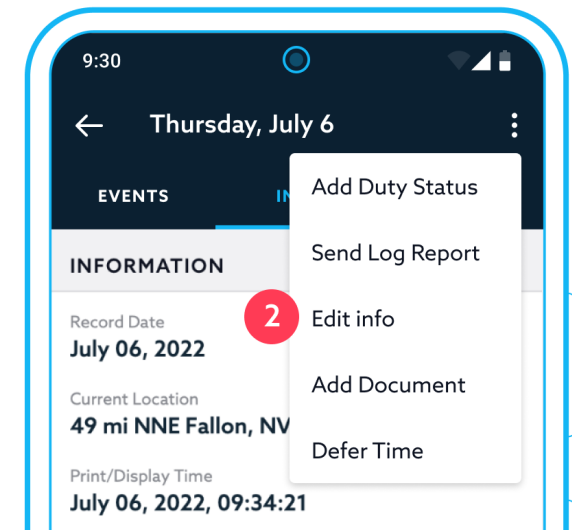 9:30
Thursday, July 6
EVENTS
IN
Add Duty Status
Send Log Report
2 Edit info
Add Document
Defer Time
INFORMATION
Record Date
July 06, 2022
Current Location
49 mi NNE Fallon, NV
Print/Display Time
July 06, 2022, 09:34:21